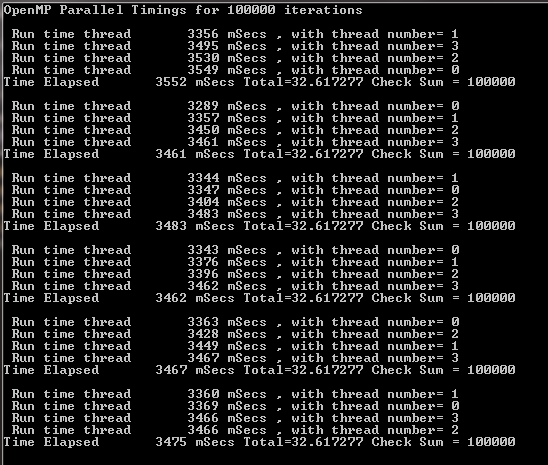 OpenMP Parallel Timings for 100000 iterations
Run time thread 3356 mSecs , with thread number= 1
Run time thread 3495 mSecs , with thread number= 3
Run time thread 3530 mSecs , with thread number= 2
Run time thread 3549 mSecs , with thread number= 0
Time Elapsed 3552 mSecs Total=32.617277 Check Sum = 100000
Run time thread 3289 mSecs , with thread number= 0
Run time thread 3357 mSecs , with thread number= 1
Run time thread 3450 mSecs , with thread number= 2
Run time thread 3461 mSecs , with thread number= 3
Time Elapsed 3461 mSecs Total=32.617277 Check Sum = 100000
Run time thread 3344 mSecs , with thread number= 1
Run time thread 3347 mSecs , with thread number= 0
Run time thread 3404 mSecs , with thread number= 2
Run time thread 3483 mSecs , with thread number= 3
Time Elapsed 3483 mSecs Total=32.617277 Check Sum = 100000
Run time thread 3343 mSecs , with thread number= 0
Run time thread 3376 mSecs , with thread number= 1
Run time thread 3396 mSecs , with thread number= 2
Run time thread 3462 mSecs , with thread number= 3
Time Elapsed 3462 mSecs Total=32.617277 Check Sum = 100000
Run time thread 3363 mSecs , with thread number= 0
Run time thread 3428 mSecs , with thread number= 2
Run time thread 3449 mSecs , with thread number= 1
Run time thread 3467 mSecs , with thread number= 3
Time Elapsed 3467 mSecs Total=32.617277 Check Sum = 100000
Run time thread 3360 mSecs , with thread number= 1
Run time thread 3369 mSecs , with thread number= 0
Run time thread 3466 mSecs , with thread number= 3
Run time thread 3466 mSecs , with thread number= 2
Time Elapsed 3475 mSecs Total=32.617277 Check Sum = 100000